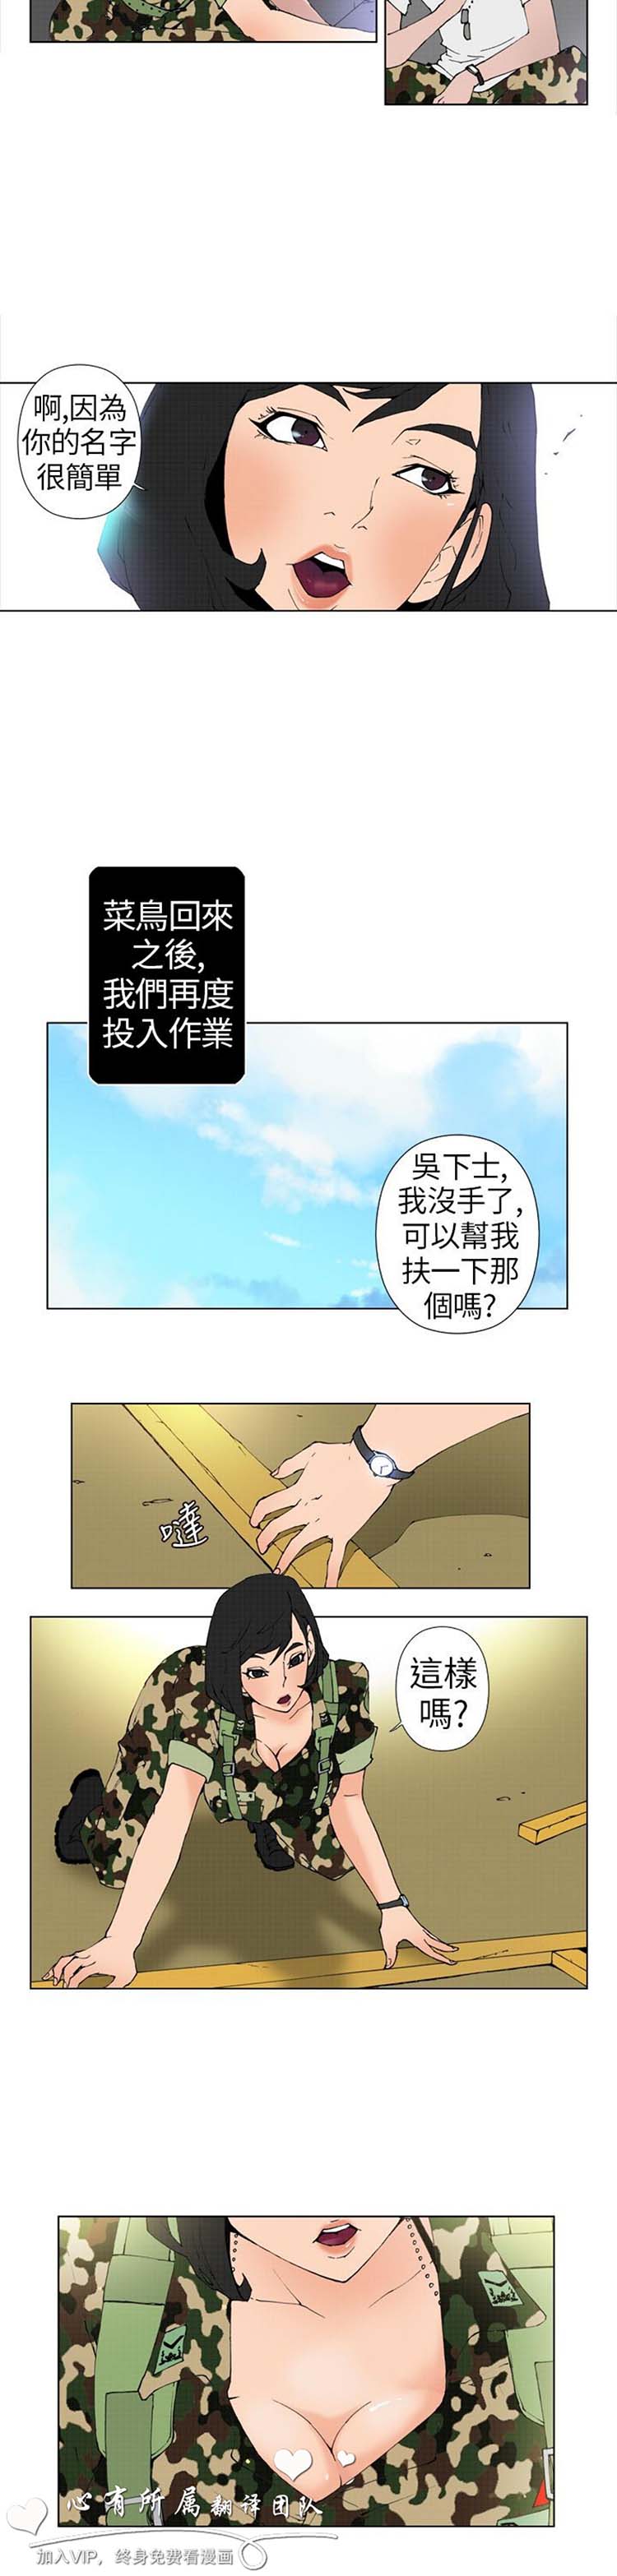 啊,因為
你的名字
很簡單
菜鳥回來
之後,
我們再度
投入作業
吳下士,
我沒手了,
可以幫我
扶一下那
個嗎?
噠
這樣
嗎?
心有所属翻译团队
加入VIP，终身免费看漫画